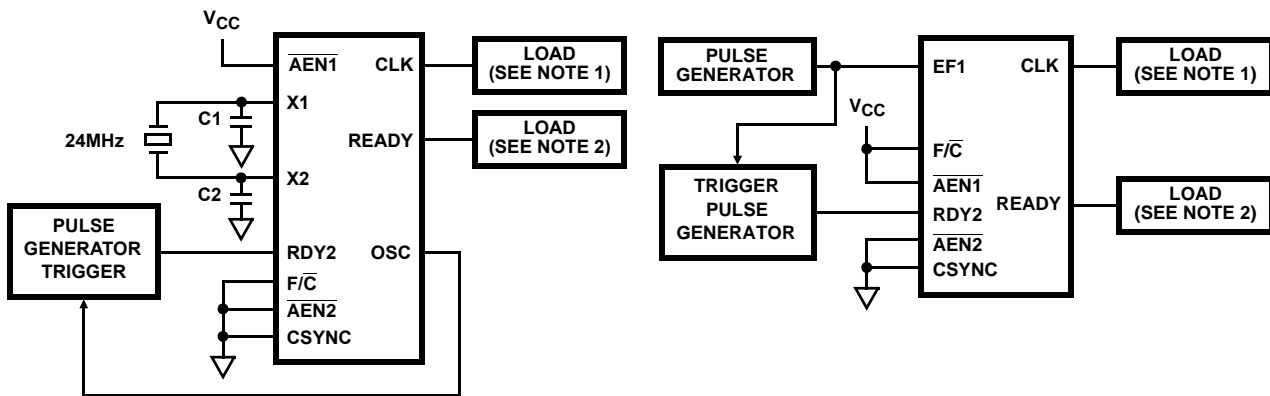 VCC
AEN1
CLK
LOAD
(SEE NOTE 1)
X1
C1
24MHz
READY
LOAD
(SEE NOTE 2)
X2
C2
PULSE
GENERATOR
TRIGGER
RDY2
OSC
F/C
AEN2
CSYNC
PULSE
GENERATOR
EF1
CLK
LOAD
(SEE NOTE 1)
VCC
F/C
TRIGGER
PULSE
GENERATOR
AEN1
RDY2
READY
LOAD
(SEE NOTE 2)
AEN2
CSYNC